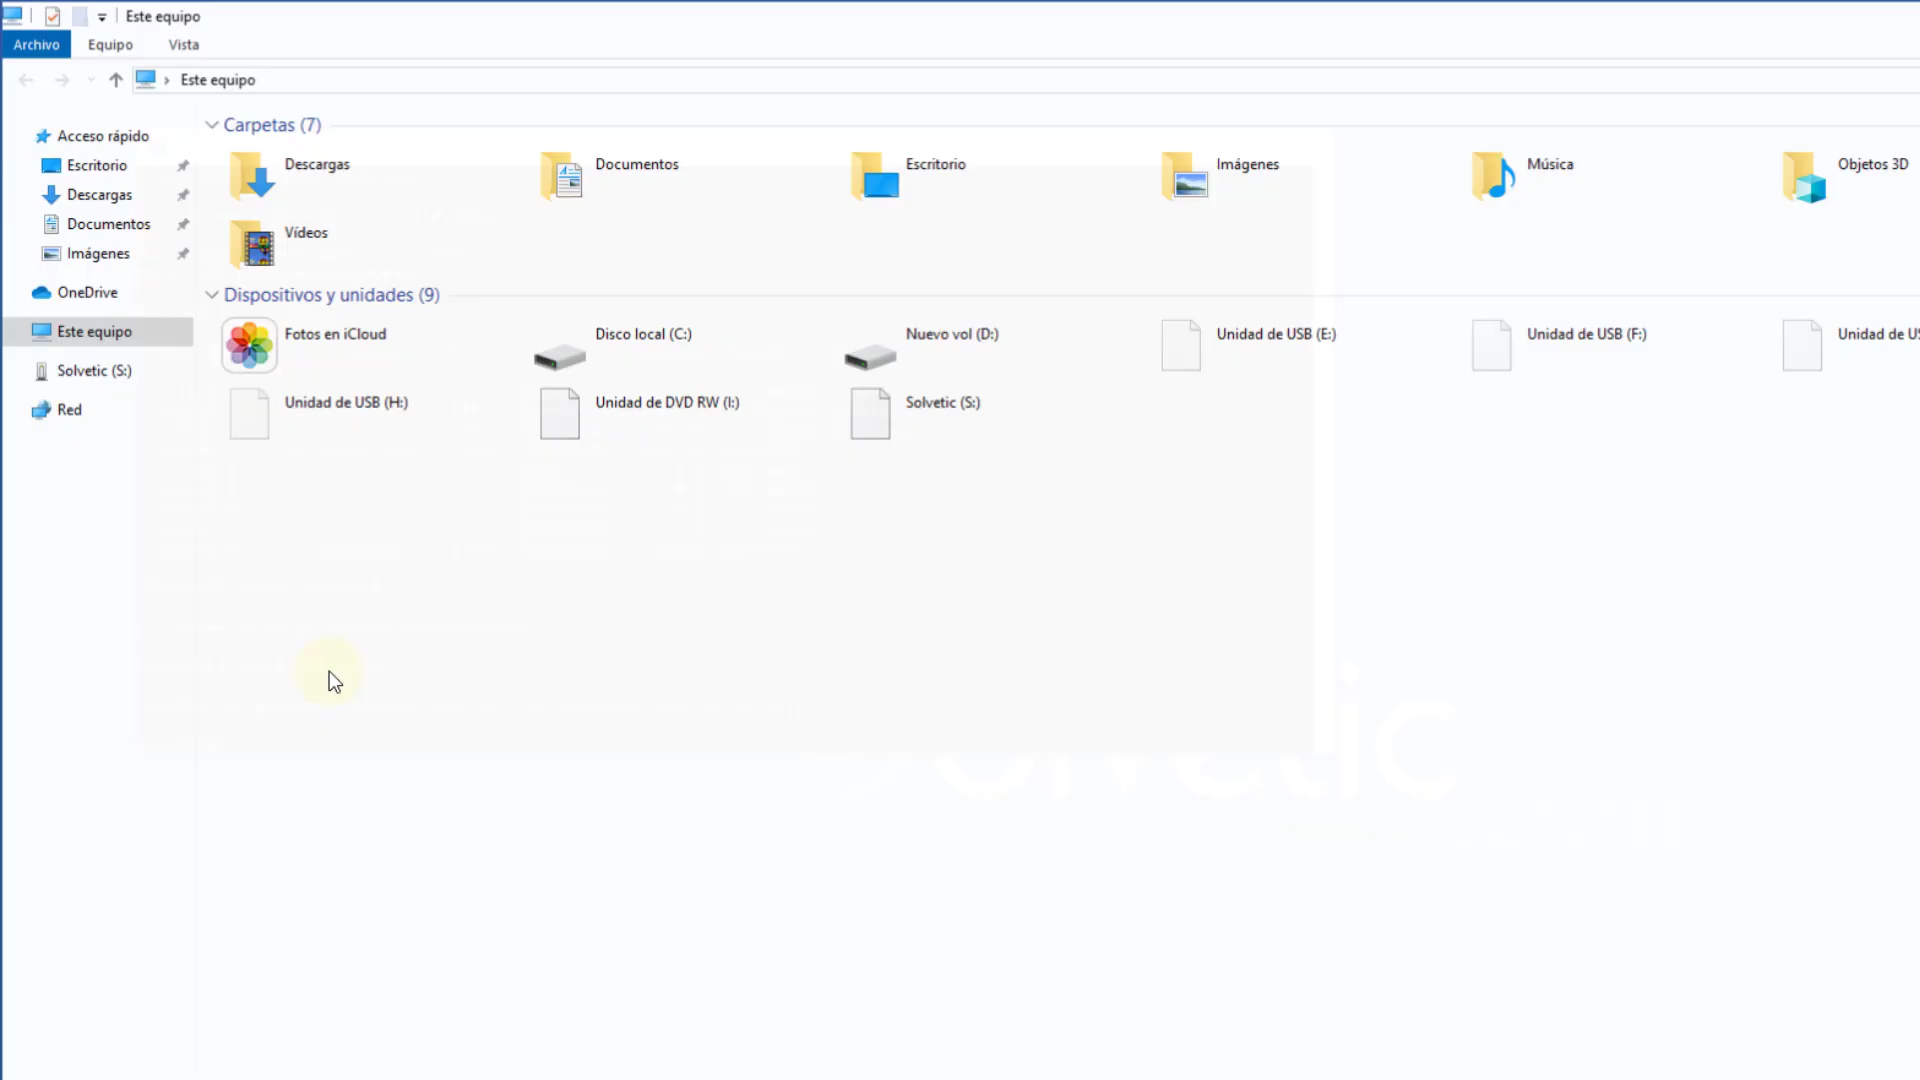 Este equipo
Archivo Equipo Vista
Este equipo
Acceso rápido
Escritorio
Descargas
Documentos
Imágenes
OneDrive
Este equipo
Solvetic (S:)
Red
Carpetas (7)
Descargas Documentos Escritorio Imágenes Música Objetos 3D
Vídeos
Dispositivos y unidades (9)
Fotos en iCloud Disco local (C:) Nuevo vol (D:) Unidad de USB (E:) Unidad de USB (F:) Unidad de US
Unidad de USB (H:) Unidad de DVD RW (I:) Solvetic (S:)